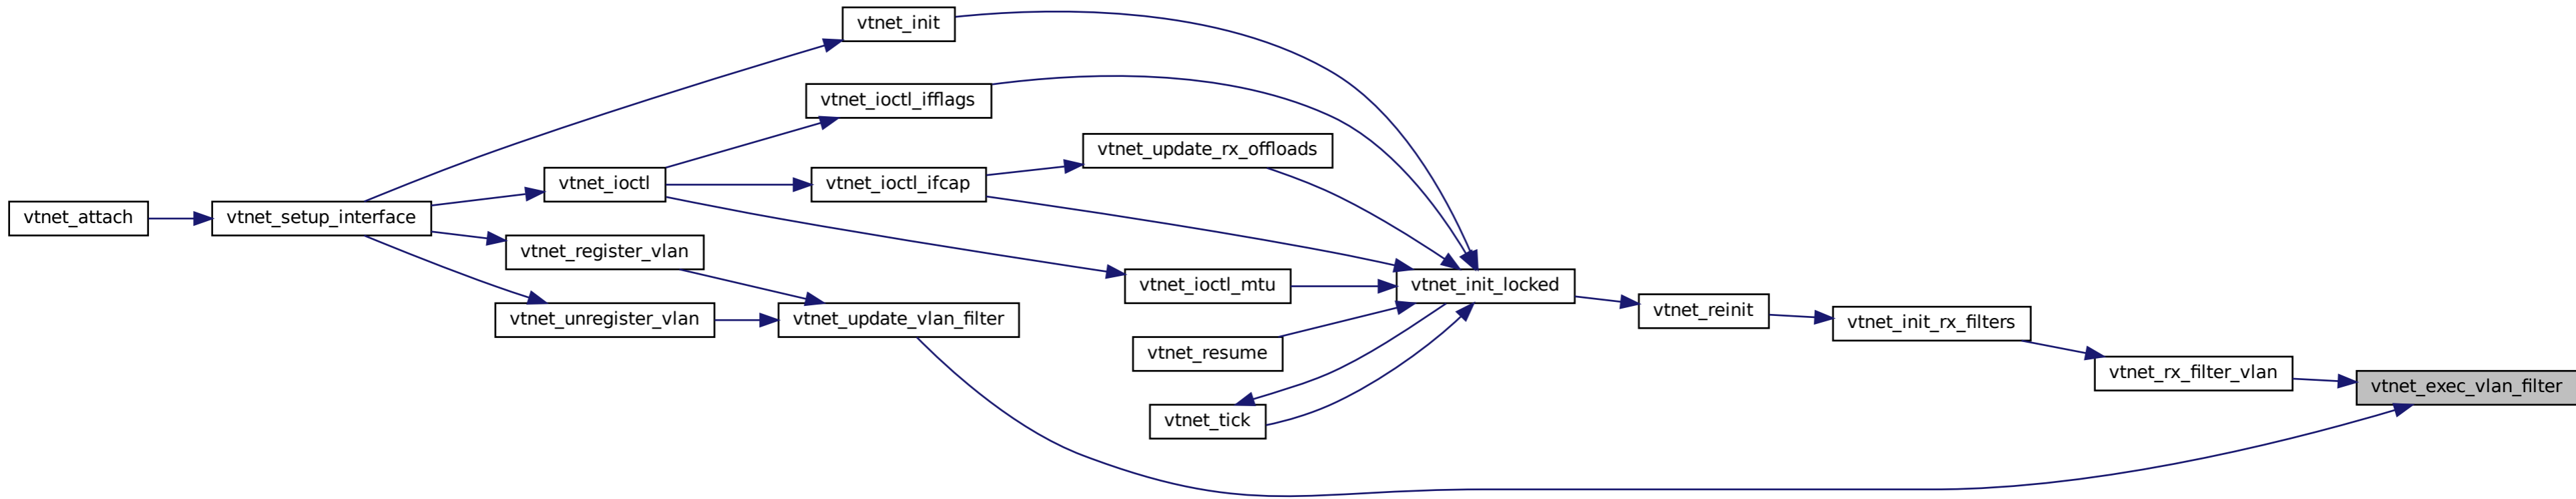 vtnet_init
vtnet_ioctl_ifflags
vtnet_update_rx_offloads
vtnet_ioctl
vtnet_ioctl_ifcap
vtnet_attach
vtnet_setup_interface
vtnet_register_vlan
vtnet_ioctl_mtu
vtnet_init_locked
vtnet_unregister_vlan
vtnet_update_vlan_filter
vtnet_reinit
vtnet_init_rx_filters
vtnet_resume
vtnet_rx_filter_vlan
vtnet_exec_vlan_filter
vtnet_tick